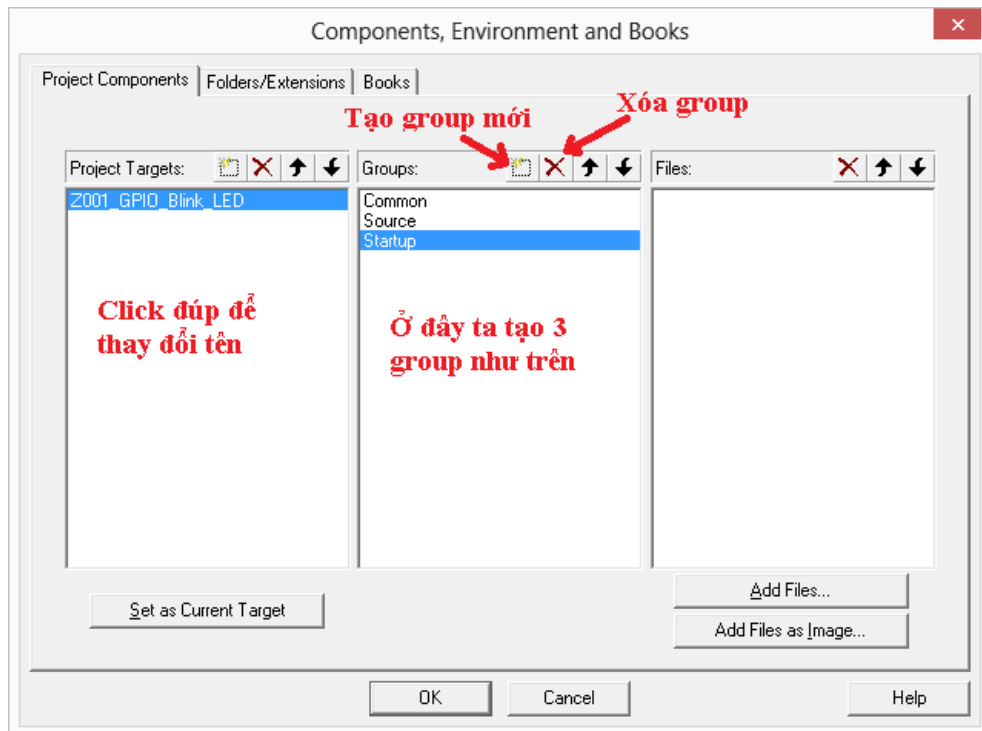 Components, Environment and Books
Project Components
Folders/Extensions
Books
Tạo group mới
Xóa group
Project Targets:
Groups:
Files:
Z001_GPIO_Blink_LED
Common
Source
Startup
Click đúp để
thay đổi tên
Ở đây ta tạo 3
group như trên
Set as Current Target
Add Files...
Add Files as Image...
OK
Cancel
Help